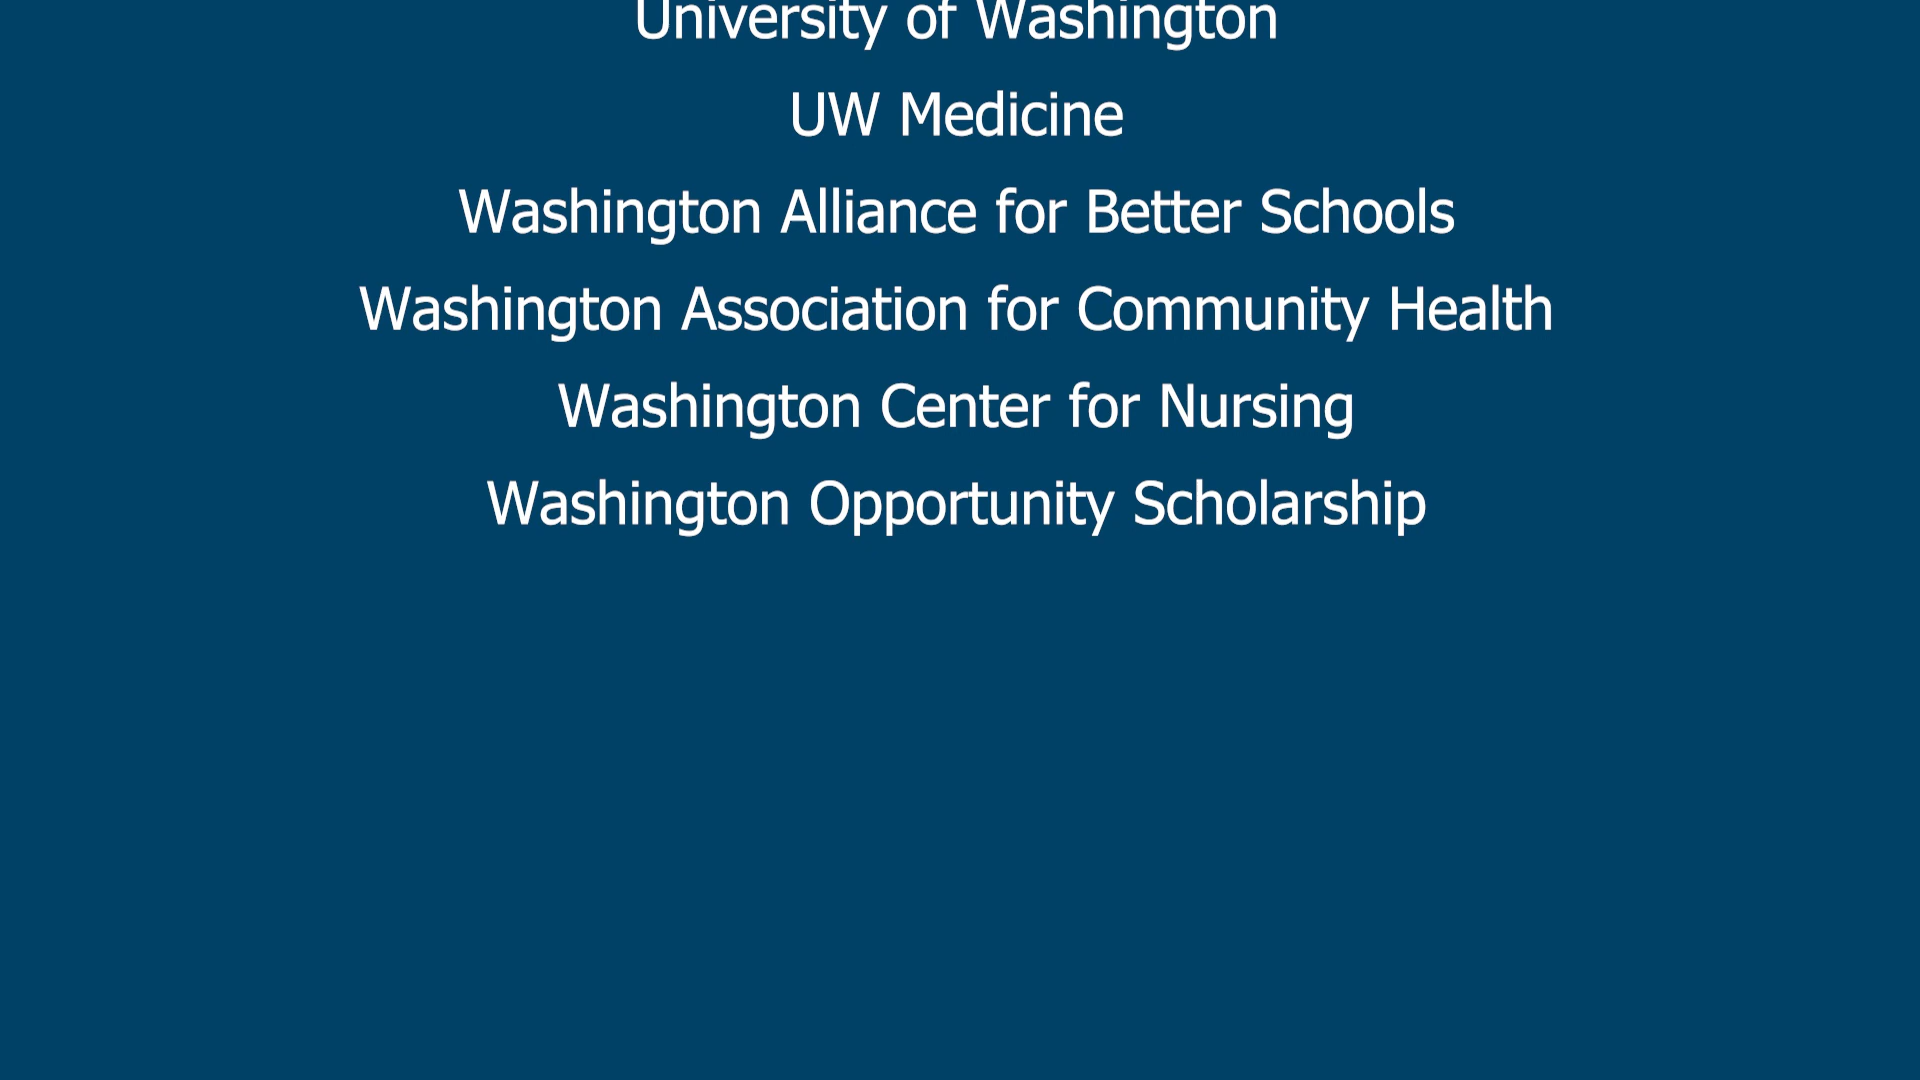 University of Washington
UW Medicine
Washington Alliance for Better Schools
Washington Association for Community Health
Washington Center for Nursing
Washington Opportunity Scholarship